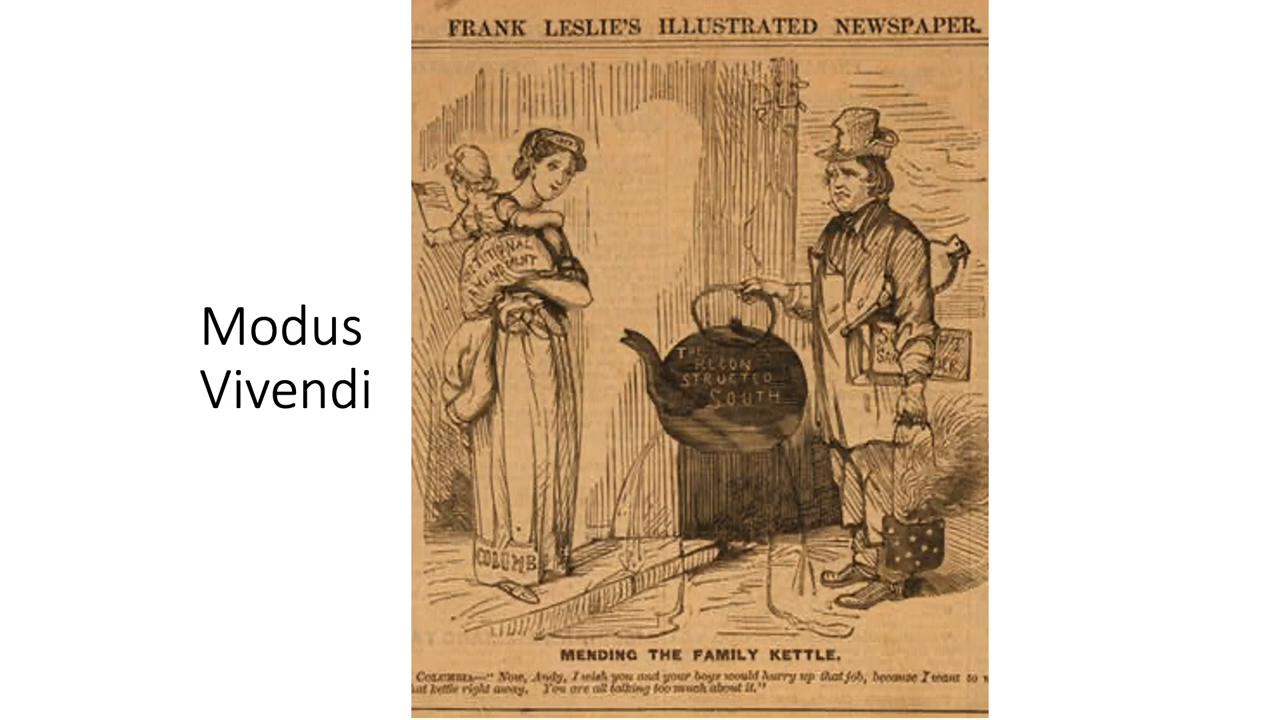 Modus
Vivendi
FRANK LESLIE'S ILLUSTRATED NEWSPAPER.
TUTIONAL
AMENDMENT
THE
RECON
STRUCTED
SOUTH
COLUMB
MENDING THE FAMILY KETTLE.
COLUMBIA—" Now, Andy, I wish you and your boys would hurry up that job, because I want to
at kettle right away. You are all talking too much about it."